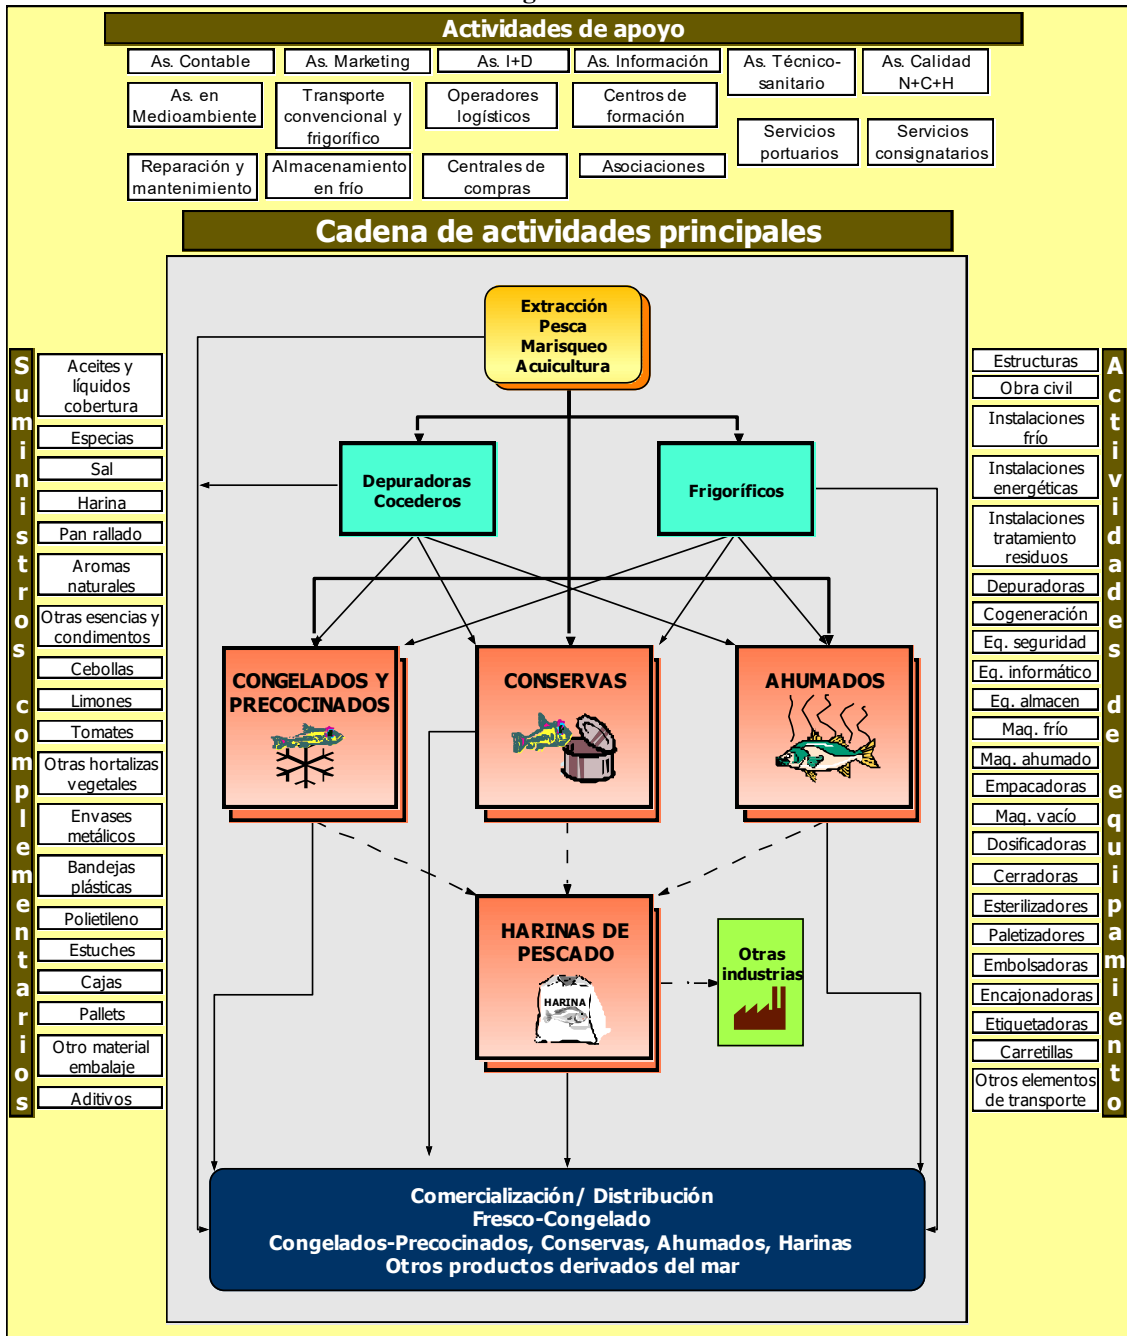 Actividades de apoyo
As. Contable
As. Marketing
As. I+D
As. Información
As. Técnico-
sanitario
As. Calidad
N+C+H
As. en
Medioambiente
Transporte
convencional y
frigorífico
Operadores
logísticos
Centros de
formación
Servicios
portuarios
Servicios
consignatarios
Reparación y
mantenimiento
Almacenamiento
en frío
Centrales de
compras
Asociaciones
Cadena de actividades principales
Extracción
Pesca
Marisqueo
Acuicultura
Depuradoras
Cocederos
Frigoríficos
CONGELADOS Y
PRECOCINADOS
CONSERVAS
AHUMADOS
HARINAS DE
PESCADO
HARINA
Otras
industrias
Comercialización/ Distribución
Fresco-Congelado
Congelados-Precocinados, Conservas, Ahumados, Harinas
Otros productos derivados del mar
Suministros complementarios
Aceites y
líquidos
cobertura
Especias
Sal
Harina
Pan rallado
Aromas
naturales
Otras esencias y
condimentos
Cebollas
Limones
Tomates
Otras hortalizas
vegetales
Envases
metálicos
Bandejas
plásticas
Polietileno
Estuches
Cajas
Pallets
Otro material
embalaje
Aditivos
Actividades de equipamiento
Estructuras
Obra civil
Instalaciones
frío
Instalaciones
energéticas
Instalaciones
tratamiento
residuos
Depuradoras
Cogeneración
Eq. seguridad
Eq. informático
Eq. almacen
Maq. frío
Maq. ahumado
Empacadoras
Maq. vacío
Dosificadoras
Cerradoras
Esterilizadores
Paletizadores
Embolsadoras
Encajonadoras
Etiquetadoras
Carretillas
Otros elementos
de transporte